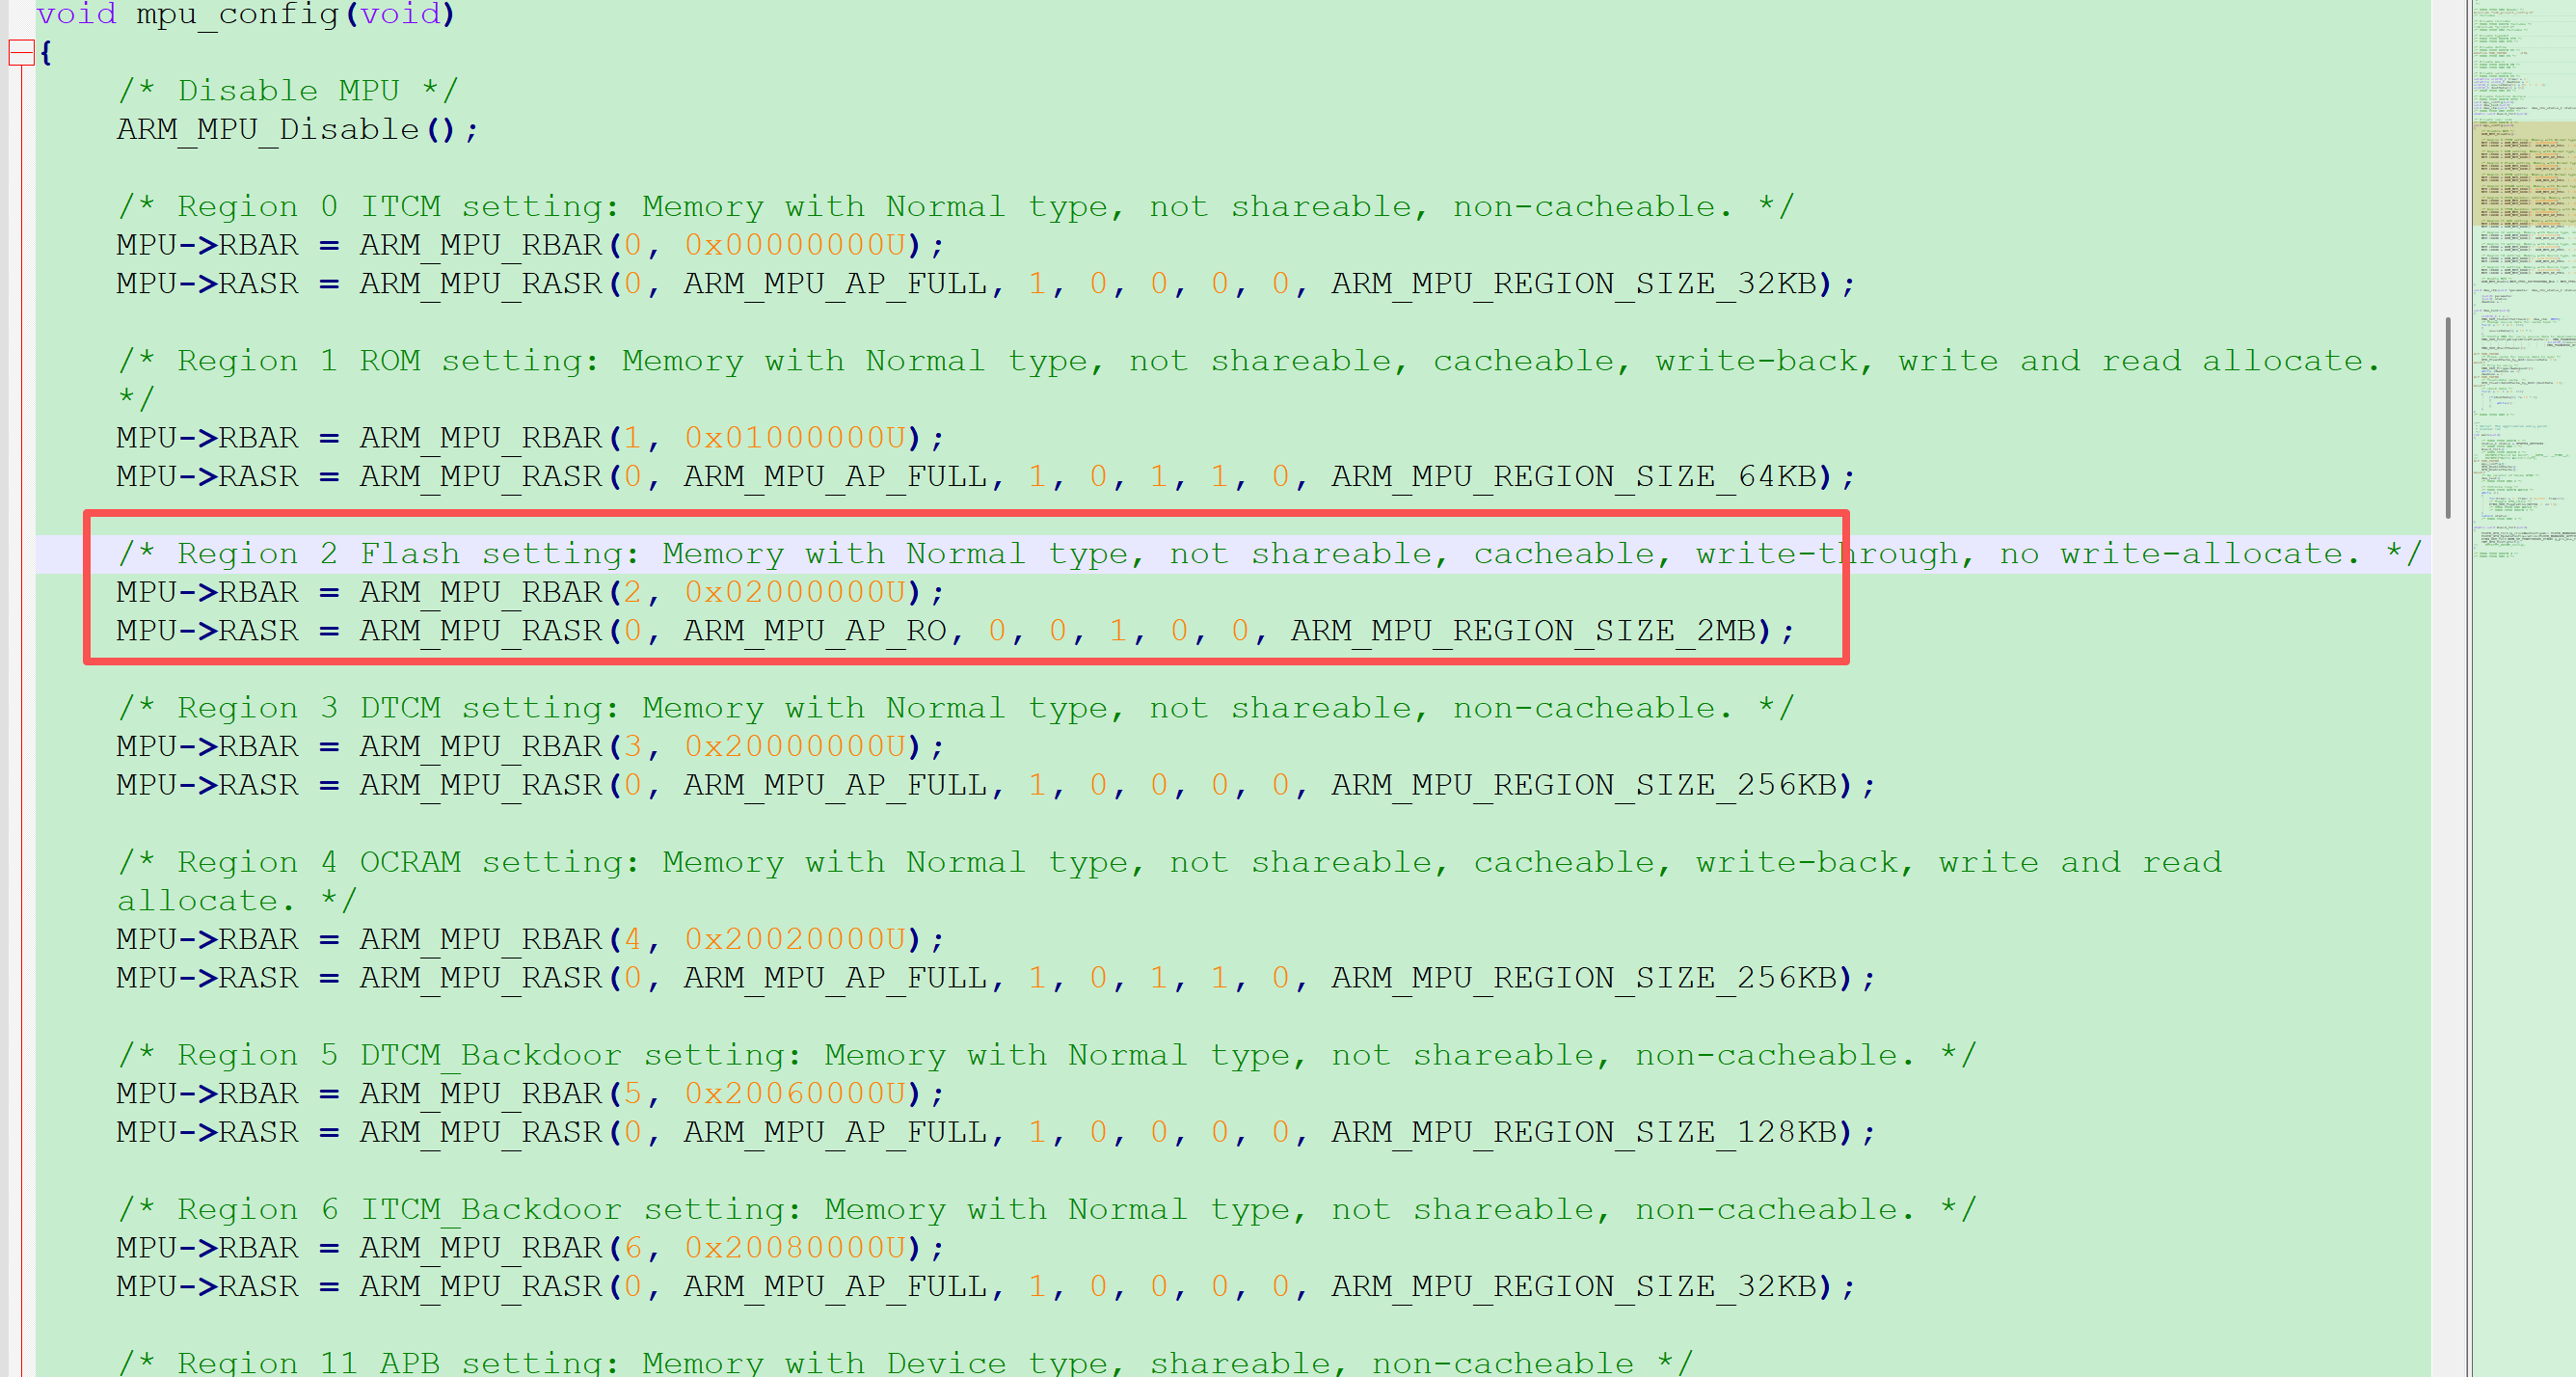 void mpu_config(void)
{
/* Disable MPU */
ARM_MPU_Disable();
/* Region 0 ITCM setting: Memory with Normal type, not shareable, non-cacheable. */
MPU->RBAR = ARM_MPU_RBAR(0, 0x00000000U);
MPU->RASR = ARM_MPU_RASR(0, ARM_MPU_AP_FULL, 1, 0, 0, 0, 0, ARM_MPU_REGION_SIZE_32KB);
/* Region 1 ROM setting: Memory with Normal type, not shareable, cacheable, write-back, write and read allocate.
*/
MPU->RBAR = ARM_MPU_RBAR(1, 0x01000000U);
MPU->RASR = ARM_MPU_RASR(0, ARM_MPU_AP_FULL, 1, 0, 1, 1, 0, ARM_MPU_REGION_SIZE_64KB);
/* Region 2 Flash setting: Memory with Normal type, not shareable, cacheable, write-through, no write-allocate. */
MPU->RBAR = ARM_MPU_RBAR(2, 0x02000000U);
MPU->RASR = ARM_MPU_RASR(0, ARM_MPU_AP_RO, 0, 0, 1, 0, 0, ARM_MPU_REGION_SIZE_2MB);
/* Region 3 DTCM setting: Memory with Normal type, not shareable, non-cacheable. */
MPU->RBAR = ARM_MPU_RBAR(3, 0x20000000U);
MPU->RASR = ARM_MPU_RASR(0, ARM_MPU_AP_FULL, 1, 0, 0, 0, 0, ARM_MPU_REGION_SIZE_256KB);
/* Region 4 OCRAM setting: Memory with Normal type, not shareable, cacheable, write-back, write and read
allocate. */
MPU->RBAR = ARM_MPU_RBAR(4, 0x20020000U);
MPU->RASR = ARM_MPU_RASR(0, ARM_MPU_AP_FULL, 1, 0, 1, 1, 0, ARM_MPU_REGION_SIZE_256KB);
/* Region 5 DTCM_Backdoor setting: Memory with Normal type, not shareable, non-cacheable. */
MPU->RBAR = ARM_MPU_RBAR(5, 0x20060000U);
MPU->RASR = ARM_MPU_RASR(0, ARM_MPU_AP_FULL, 1, 0, 0, 0, 0, ARM_MPU_REGION_SIZE_128KB);
/* Region 6 ITCM_Backdoor setting: Memory with Normal type, not shareable, non-cacheable. */
MPU->RBAR = ARM_MPU_RBAR(6, 0x20080000U);
MPU->RASR = ARM_MPU_RASR(0, ARM_MPU_AP_FULL, 1, 0, 0, 0, 0, ARM_MPU_REGION_SIZE_32KB);
/* Region 11 APB setting: Memory with Device type, shareable, non-cacheable */